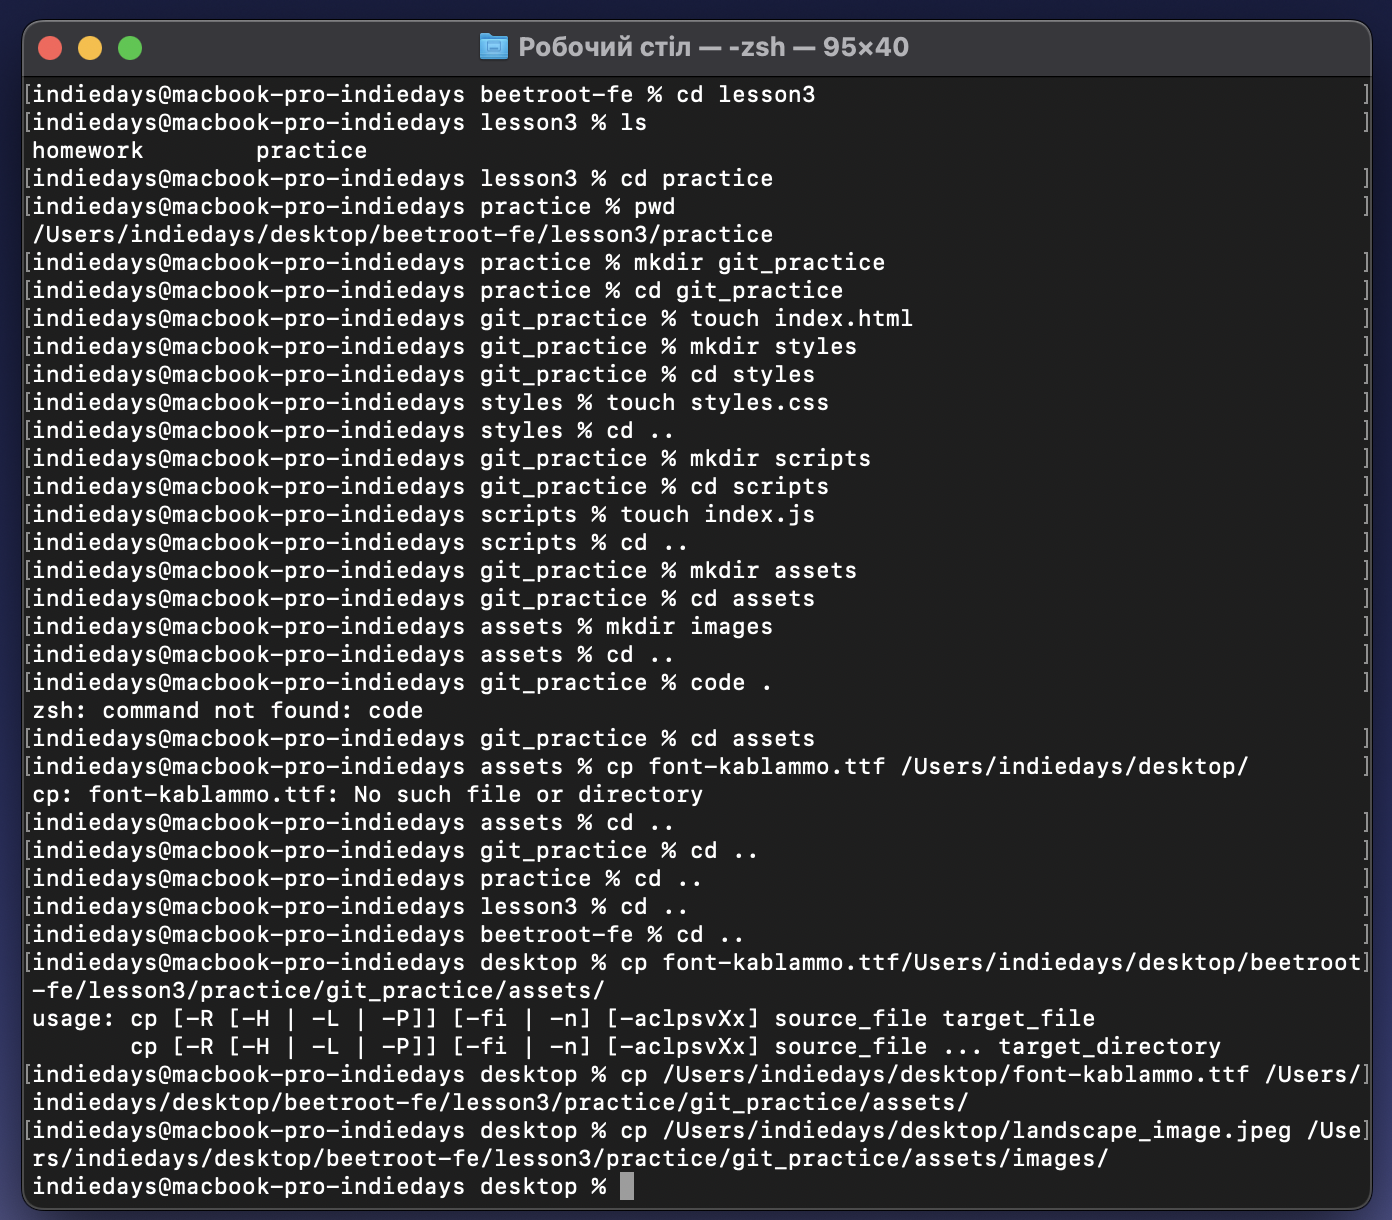 Робочий стіл — -zsh — 95×40
[indiedays@macbook-pro-indiedays beetroot-fe % cd lesson3 ]
[indiedays@macbook-pro-indiedays lesson3 % ls ]
homework        practice
[indiedays@macbook-pro-indiedays lesson3 % cd practice ]
[indiedays@macbook-pro-indiedays practice % pwd ]
/Users/indiedays/desktop/beetroot-fe/lesson3/practice
[indiedays@macbook-pro-indiedays practice % mkdir git_practice ]
[indiedays@macbook-pro-indiedays practice % cd git_practice ]
[indiedays@macbook-pro-indiedays git_practice % touch index.html ]
[indiedays@macbook-pro-indiedays git_practice % mkdir styles ]
[indiedays@macbook-pro-indiedays git_practice % cd styles ]
[indiedays@macbook-pro-indiedays styles % touch styles.css ]
[indiedays@macbook-pro-indiedays styles % cd .. ]
[indiedays@macbook-pro-indiedays git_practice % mkdir scripts ]
[indiedays@macbook-pro-indiedays git_practice % cd scripts ]
[indiedays@macbook-pro-indiedays scripts % touch index.js ]
[indiedays@macbook-pro-indiedays scripts % cd .. ]
[indiedays@macbook-pro-indiedays git_practice % mkdir assets ]
[indiedays@macbook-pro-indiedays git_practice % cd assets ]
[indiedays@macbook-pro-indiedays assets % mkdir images ]
[indiedays@macbook-pro-indiedays assets % cd .. ]
[indiedays@macbook-pro-indiedays git_practice % code . ]
zsh: command not found: code
[indiedays@macbook-pro-indiedays git_practice % cd assets ]
[indiedays@macbook-pro-indiedays assets % cp font-kablammo.ttf /Users/indiedays/desktop/ ]
cp: font-kablammo.ttf: No such file or directory
[indiedays@macbook-pro-indiedays assets % cd .. ]
[indiedays@macbook-pro-indiedays git_practice % cd .. ]
[indiedays@macbook-pro-indiedays practice % cd .. ]
[indiedays@macbook-pro-indiedays lesson3 % cd .. ]
[indiedays@macbook-pro-indiedays beetroot-fe % cd .. ]
[indiedays@macbook-pro-indiedays desktop % cp font-kablammo.ttf/Users/indiedays/desktop/beetroot]
-fe/lesson3/practice/git_practice/assets/
usage: cp [-R [-H | -L | -P]] [-fi | -n] [-aclpsvXx] source_file target_file
       cp [-R [-H | -L | -P]] [-fi | -n] [-aclpsvXx] source_file ... target_directory
[indiedays@macbook-pro-indiedays desktop % cp /Users/indiedays/desktop/font-kablammo.ttf /Users/]
indiedays/desktop/beetroot-fe/lesson3/practice/git_practice/assets/
[indiedays@macbook-pro-indiedays desktop % cp /Users/indiedays/desktop/landscape_image.jpeg /Use]
rs/indiedays/desktop/beetroot-fe/lesson3/practice/git_practice/assets/images/
indiedays@macbook-pro-indiedays desktop %